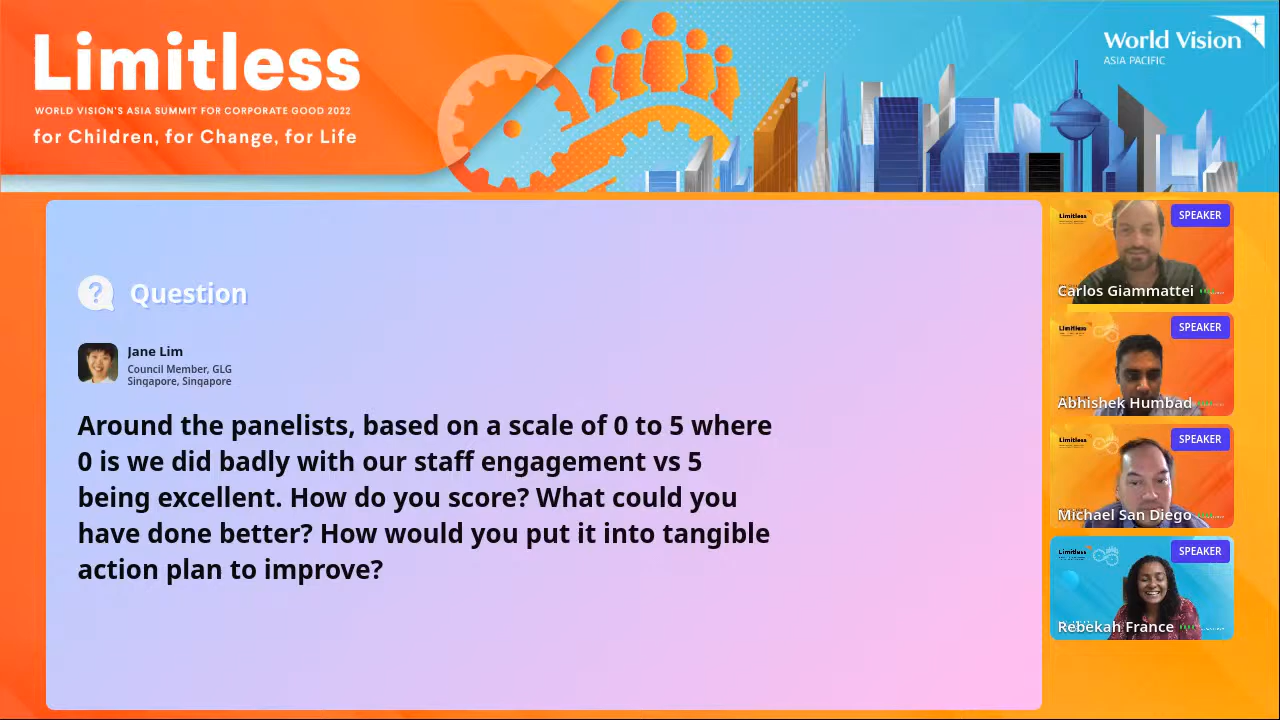 Limitless
WORLD VISION'S ASIA SUMMIT FOR CORPORATE GOOD 2022
for Children, for Change, for Life
World Vision
ASIA PACIFIC
Question
Jane Lim
Council Member, GLG
Singapore, Singapore
Around the panelists, based on a scale of 0 to 5 where
0 is we did badly with our staff engagement vs 5
being excellent. How do you score? What could you
have done better? How would you put it into tangible
action plan to improve?
Limitless
SPEAKER
Carlos Giammattei
Limitless
SPEAKER
Abhishek Humbad
Limitless
SPEAKER
Michael San Diego
Limitless
SPEAKER
Rebekah France